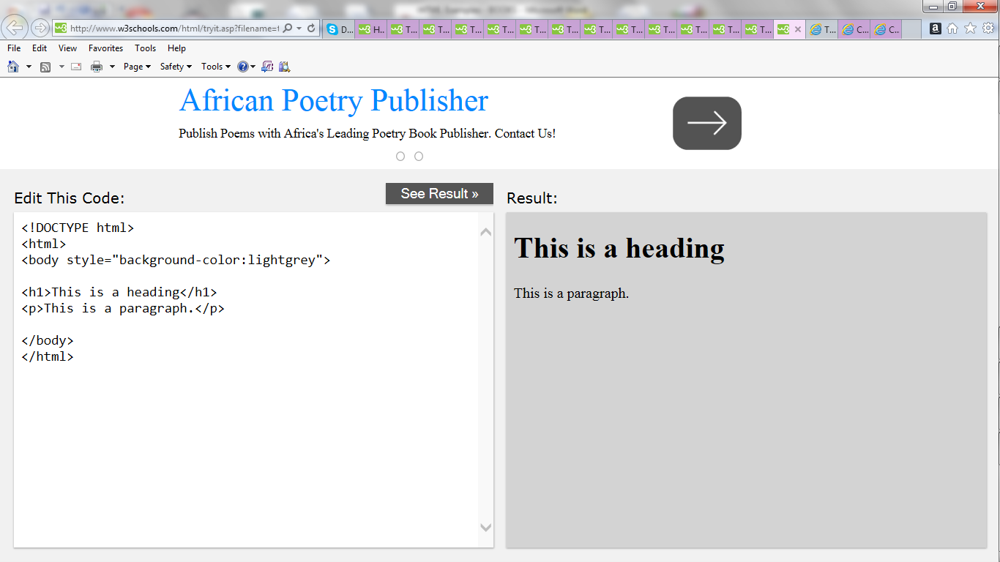 http://www.w3schools.com/html/tryit.asp?filename=t
D... H... T... T... T... T... T... T... T... T... T... T... T... T... T... C... C...
File Edit View Favorites Tools Help
Page Safety Tools
African Poetry Publisher
Publish Poems with Africa's Leading Poetry Book Publisher. Contact Us!
Edit This Code:
See Result »
<!DOCTYPE html>
<html>
<body style="background-color:lightgrey">
<h1>This is a heading</h1>
<p>This is a paragraph.</p>
</body>
</html>
Result:
This is a heading
This is a paragraph.